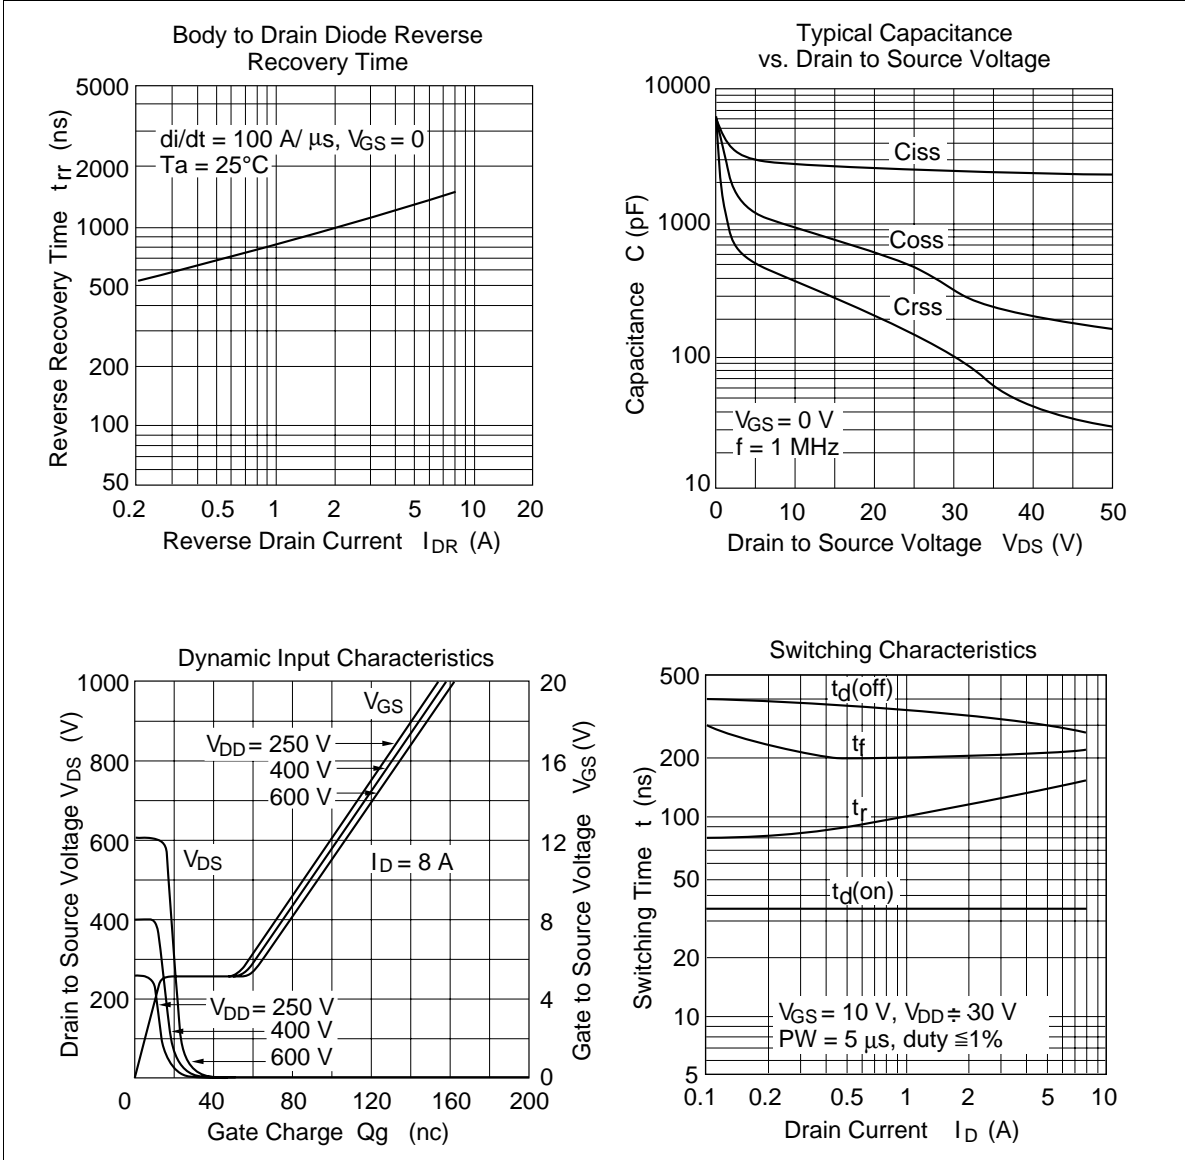 Body to Drain Diode Reverse
Recovery Time
Reverse Recovery Time trr (ns)
5000
2000
1000
500
200
100
50
di/dt = 100 A/ µs, VGS = 0
Ta = 25°C
0.2 0.5 1 2 5 10 20
Reverse Drain Current IDR (A)
Typical Capacitance
vs. Drain to Source Voltage
Capacitance C (pF)
10000
1000
100
10
Ciss
Coss
Crss
VGS = 0 V
f = 1 MHz
0 10 20 30 40 50
Drain to Source Voltage VDS (V)
Dynamic Input Characteristics
Drain to Source Voltage VDS (V)
1000
800
600
400
200
0
VGS
VDD = 250 V
400 V
600 V
VDS
ID = 8 A
VDD = 250 V
400 V
600 V
20
16
12
8
4
0
Gate to Source Voltage VGS (V)
40 80 120 160 200
Gate Charge Qg (nc)
Switching Characteristics
Switching Time t (ns)
500
200
100
50
20
10
5
td(off)
tf
tr
td(on)
VGS = 10 V, VDD ≑ 30 V
PW = 5 µs, duty ≦1%
0.1 0.2 0.5 1 2 5 10
Drain Current ID (A)